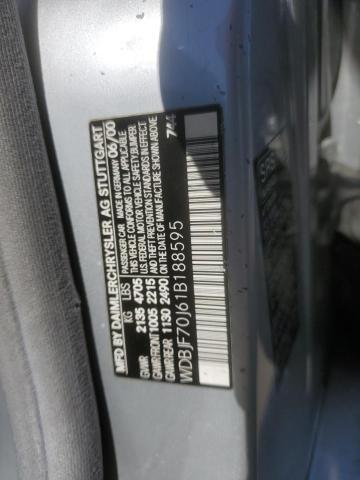 MFD BY
DAIMLERCHRYSLER AG STUTTGART
PASSENGER CAR MADE IN GERMANY 06/00
KG LBS THIS VEHICLE CONFORMS TO ALL APPLICABLE
GVWR 2135 4705 U.S. FEDERAL MOTOR VEHICLE SAFETY,BUMPER,
GAWR/FRONT 1005 2215 AND THEFT PREVENTION STANDARDS IN EFFECT
GAWR/REAR 1130 2490 ON THE DATE OF MANUFACTURE SHOWN ABOVE.
WDBJF70J61B188595
744